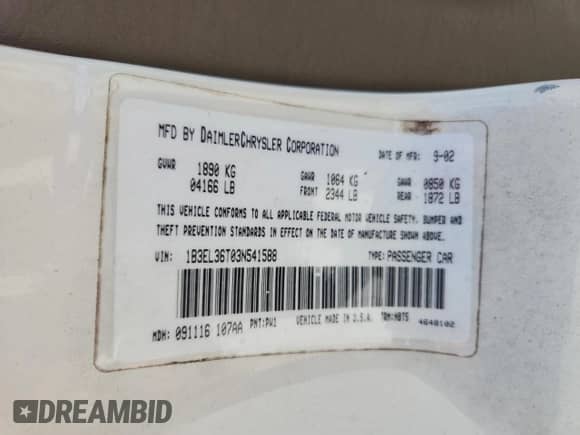 MFD BY DAIMLERCHRYSLER CORPORATION DATE OF MFR: 9-02
GVWR 1890 KG 04166 LB GAWR FRONT 1064 KG 2344 LB GAWR REAR 0850 KG 1872 LB
THIS VEHICLE CONFORMS TO ALL APPLICABLE FEDERAL MOTOR VEHICLE SAFETY, BUMPER AND
THEFT PREVENTION STANDARDS IN EFFECT ON THE DATE OF MANUFACTURE SHOWN ABOVE.
VIN: 1B3EL36T03N541588 TYPE: PASSENGER CAR
MDH: 091116 107AA PNT: PW1 VEHICLE MADE IN U.S.A. TRM: H8T5
4648102
DREAMBID